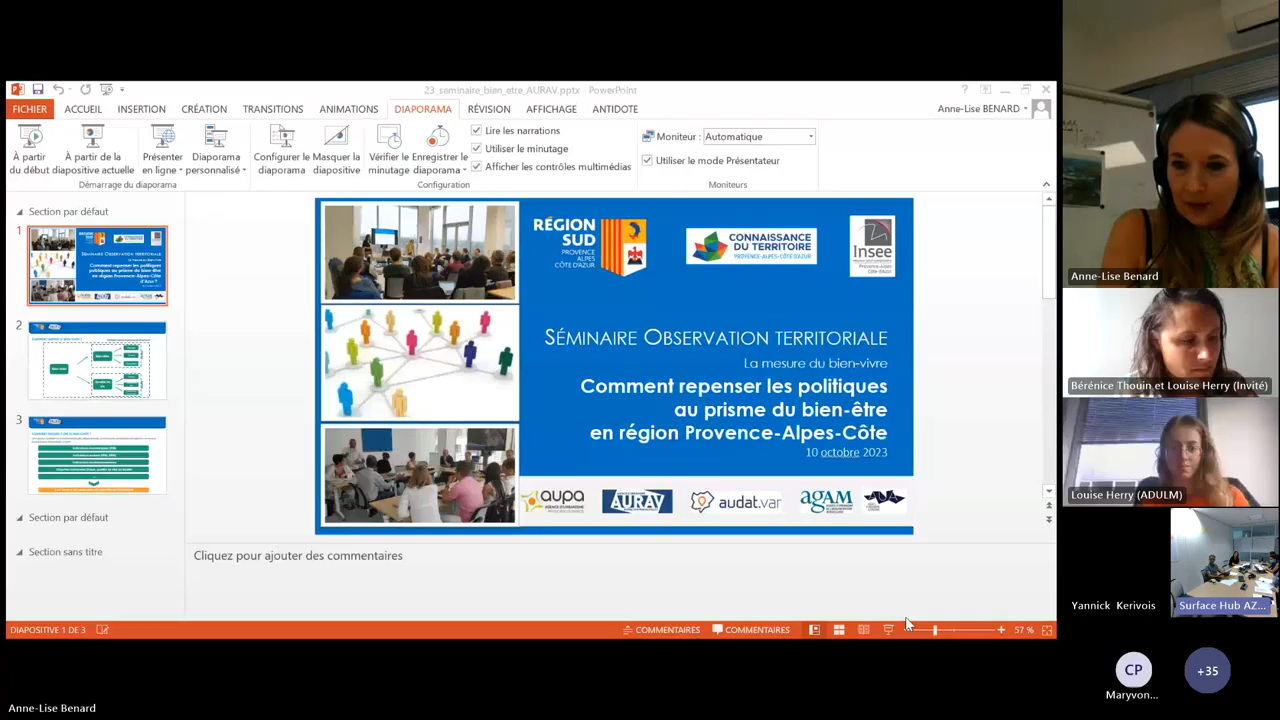 23_seminaire_bien_etre_AURAV.pptx - PowerPoint
FICHIER ACCUEIL INSERTION CRÉATION TRANSITIONS ANIMATIONS DIAPORAMA RÉVISION AFFICHAGE ANTIDOTE
Anne-Lise BENARD
À partir du début
À partir de la diapositive actuelle
Présenter en ligne
Diaporama personnalisé
Configurer le diaporama
Masquer la diapositive
Vérifier le minutage
Enregistrer le diaporama
Lire les narrations
Utiliser le minutage
Afficher les contrôles multimédias
Moniteur : Automatique
Utiliser le mode Présentateur
Démarrage du diaporama
Configuration
Moniteurs
Section par défaut
1
2
3
Section par défaut
Section sans titre
RÉGION
SUD
PROVENCE
ALPES
CÔTE D'AZUR
CONNAISSANCE
DU TERRITOIRE
PROVENCE-ALPES-CÔTE D'AZUR
Insee
SÉMINAIRE OBSERVATION TERRITORIALE
La mesure du bien-vivre
Comment repenser les politiques
au prisme du bien-être
en région Provence-Alpes-Côte
10 octobre 2023
aupa
AURAV
audat.var
agam
Cliquez pour ajouter des commentaires
DIAPOSITIVE 1 DE 3
COMMENTAIRES
COMMENTAIRES
57 %
Anne-Lise Benard
Bérénice Thouin et Louise Herry (Invité)
Louise Herry (ADULM)
Yannick Kerivois
Surface Hub AZ...
CP
Maryvon...
+35
Anne-Lise Benard